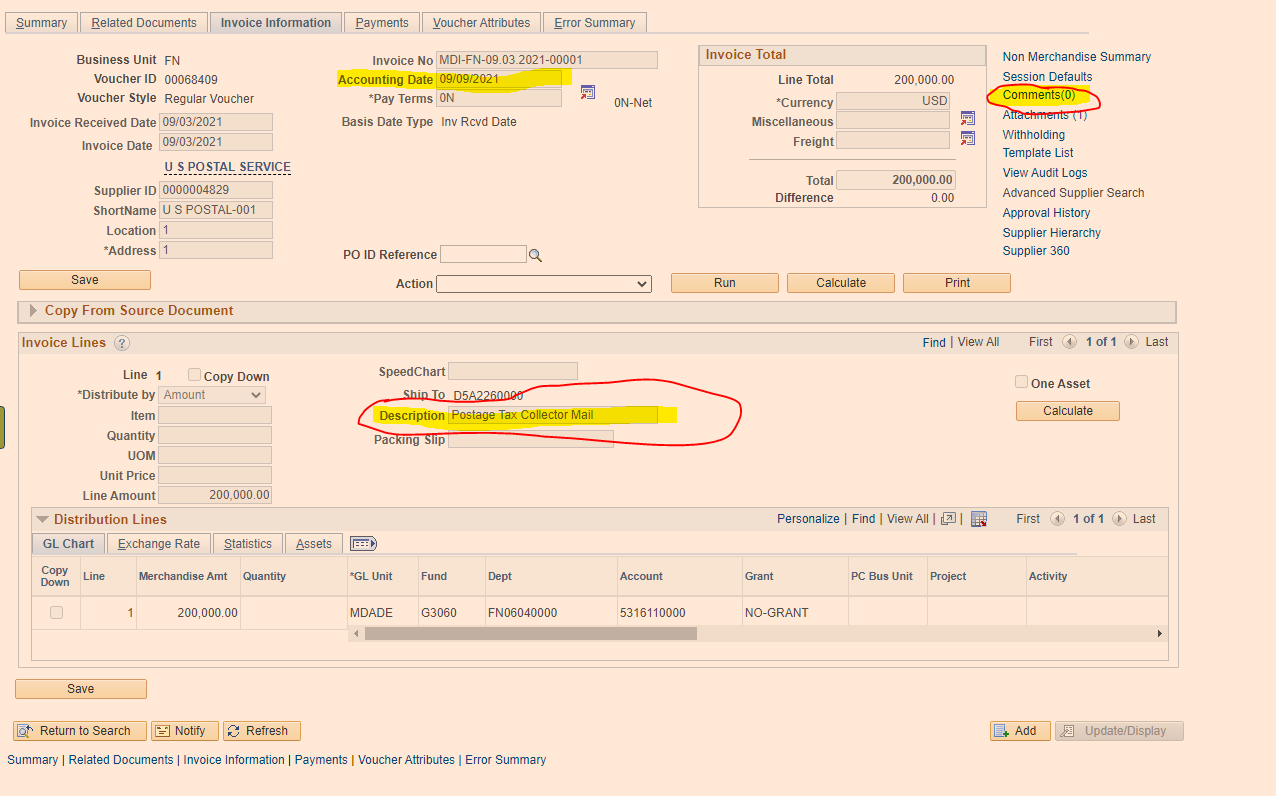 Summary Related Documents Invoice Information Payments Voucher Attributes Error Summary
Business Unit FN
Voucher ID 00068409
Voucher Style Regular Voucher
Invoice Received Date 09/03/2021
Invoice Date 09/03/2021
U S POSTAL SERVICE
Supplier ID 0000004829
ShortName U S POSTAL-001
Location 1
*Address 1
Invoice No MDI-FN-09.03.2021-00001
Accounting Date 09/09/2021
*Pay Terms 0N 0N-Net
Basis Date Type Inv Rcvd Date
PO ID Reference
Invoice Total
Line Total 200,000.00
*Currency USD
Miscellaneous
Freight
Total 200,000.00
Difference 0.00
Non Merchandise Summary
Session Defaults
Comments(0)
Attachments (1)
Withholding
Template List
View Audit Logs
Advanced Supplier Search
Approval History
Supplier Hierarchy
Supplier 360
Save Action Run Calculate Print
Copy From Source Document
Invoice Lines ? Find | View All First 1 of 1 Last
Line 1 Copy Down
*Distribute by Amount
Item
Quantity
UOM
Unit Price
Line Amount 200,000.00
SpeedChart
Ship To D5A2260000
Description Postage Tax Collector Mail
Packing Slip
One Asset
Calculate
Distribution Lines Personalize | Find | View All | | First 1 of 1 Last
GL Chart Exchange Rate Statistics Assets
Copy Down Line Merchandise Amt Quantity *GL Unit Fund Dept Account Grant PC Bus Unit Project Activity
1 200,000.00 MDADE G3060 FN06040000 5316110000 NO-GRANT
Save
Return to Search Notify Refresh Add Update/Display
Summary | Related Documents | Invoice Information | Payments | Voucher Attributes | Error Summary